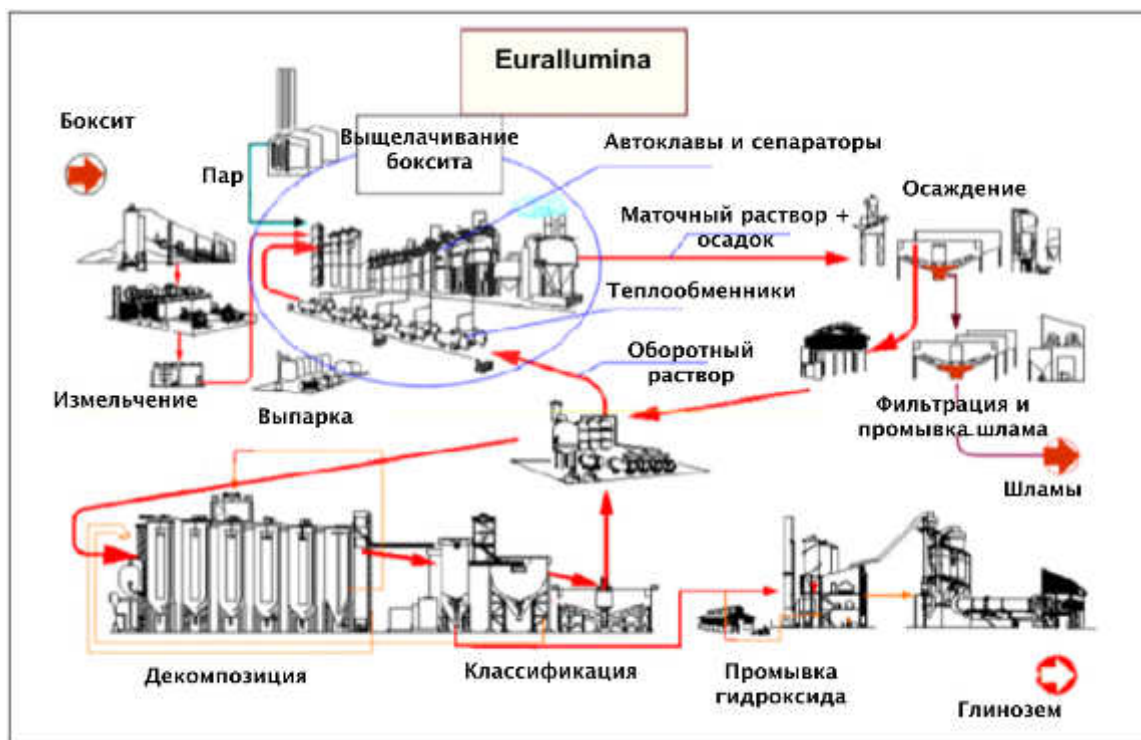 Eurallumina
Боксит
Выщелачивание
боксита
Автоклавы и сепараторы
Пар
Осаждение
Маточный раствор +
осадок
Теплообменники
Оборотный
раствор
Измельчение
Выпарка
Фильтрация и
промывка шлама
Шламы
Декомпозиция
Классификация
Промывка
гидроксида
Глинозем